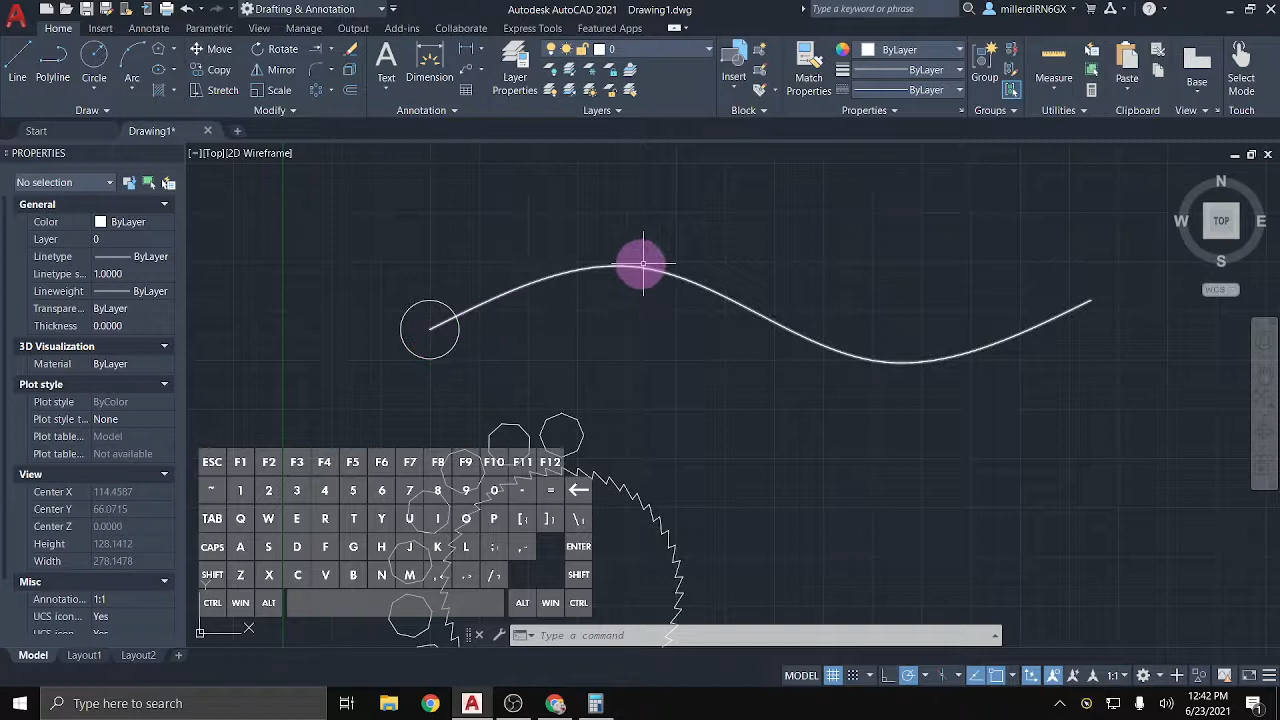 Drafting & Annotation
Autodesk AutoCAD 2021 Drawing1.dwg
Type a keyword or phrase
millerdiRNGGX
Home Insert Annotate Parametric View Manage Output Add-ins Collaborate Express Tools Featured Apps
Line Polyline Circle Arc
Move Rotate
Copy Mirror
Stretch Scale
Text Dimension
Layer Properties
0
Insert
Match Properties
ByLayer
ByLayer
ByLayer
Group
Measure
Paste
Base
Select Mode
Draw Modify Annotation Layers Block Properties Groups Utilities Clipboard View Touch
Start Drawing1*
PROPERTIES
[−][Top][2D Wireframe]
No selection
General
Color ByLayer
Layer 0
Linetype ByLayer
Linetype s... 1.0000
Lineweight ByLayer
Transpare... ByLayer
Thickness 0.0000
3D Visualization
Material ByLayer
Plot style
Plot style ByColor
Plot style t... None
Plot table... Model
Plot table... Not available
View
Center X 114.4587
Center Y 66.0715
Center Z 0.0000
Height 128.1412
Width 278.1478
Misc
Annotatio... 1:1
UCS icon... Yes
UCS icon... Yes
N
W TOP E
S
WCS
ESC F1 F2 F3 F4 F5 F6 F7 F8 F9 F10 F11 F12
~ 1 2 3 4 5 6 7 8 9 0 - =
TAB Q W E R T Y U I O P [{ ]} \|
CAPS A S D F G H J K L ;: ENTER
SHIFT Z X C V B N M /? SHIFT
CTRL WIN ALT ALT WIN CTRL
Y
X
Type a command
Model Layout1 Layout2 +
MODEL 1:1
Type here to search
12:42 PM
6/23/2021